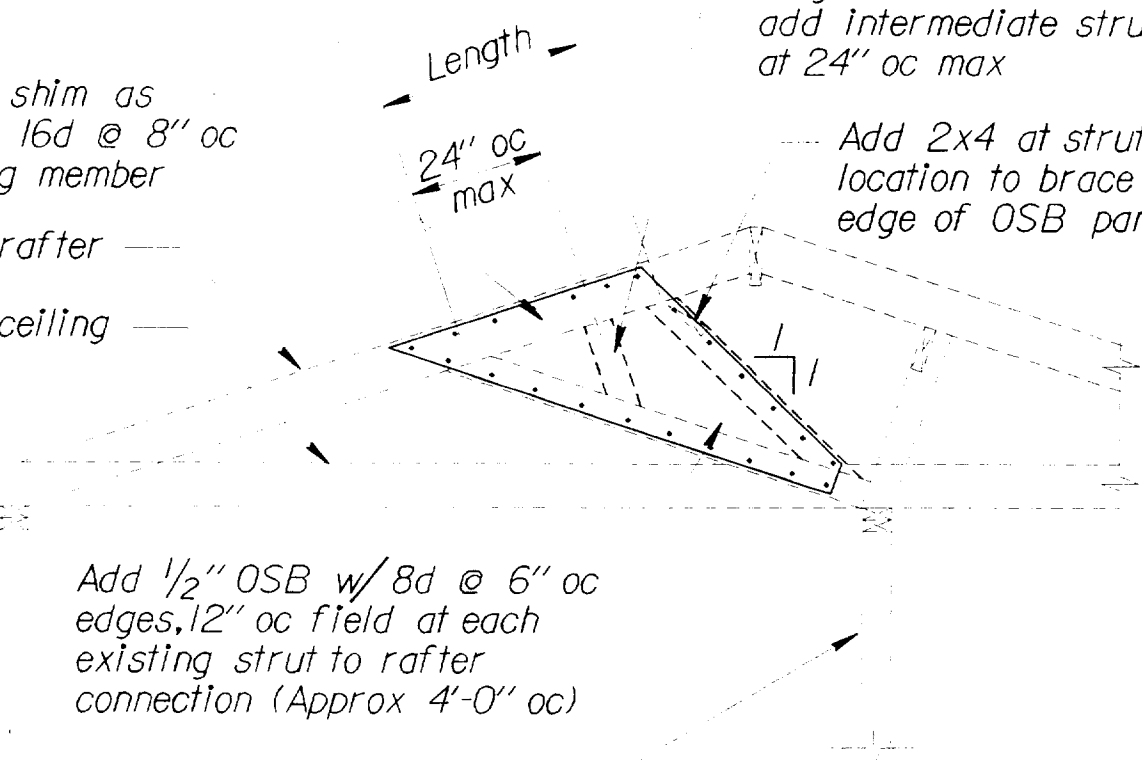 add intermediate
at 24" oc max
shim as
16d @ 8" oc
member
Length
24" oc
max
Add 2x4 at strut
location to brace
edge of OSB
rafter
ceiling
1
1
Add 1/2" OSB w/ 8d @ 6" oc
edges, 12" oc field at each
existing strut to rafter
connection (Approx 4'-0" oc)